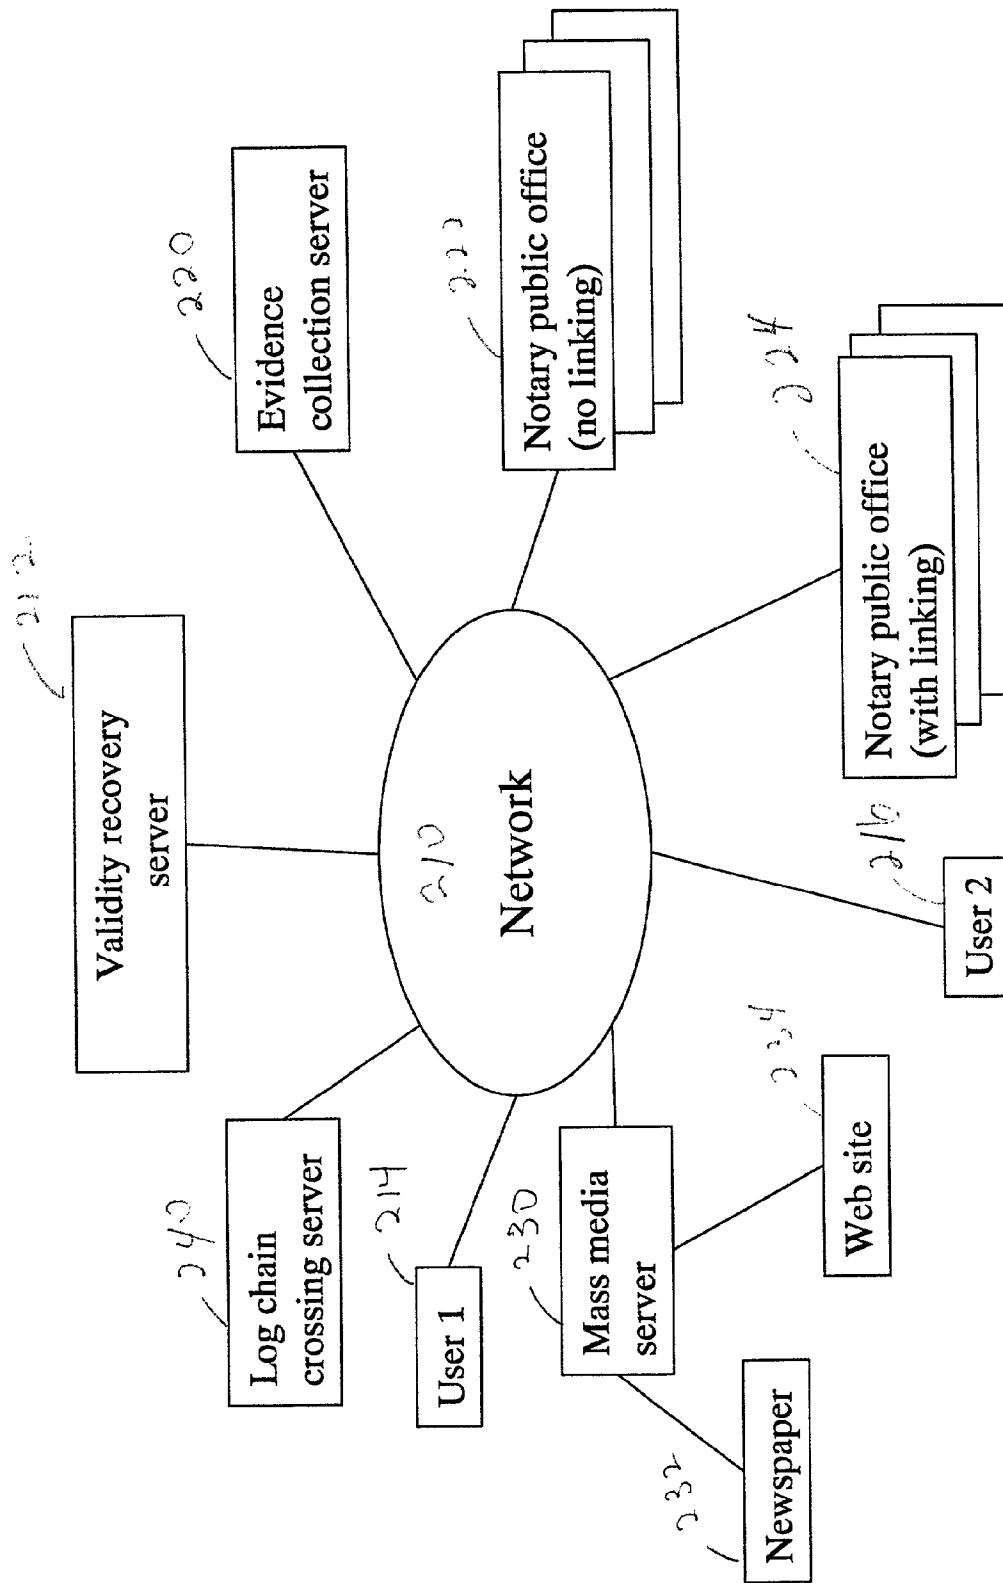 212
Validity recovery
server
220
Evidence
collection server
240
Log chain
crossing server
214
User 1
210
Network
222
Notary public office
(no linking)
230
Mass media
server
232
Newspaper
234
Web site
216
User 2
224
Notary public office
(with linking)